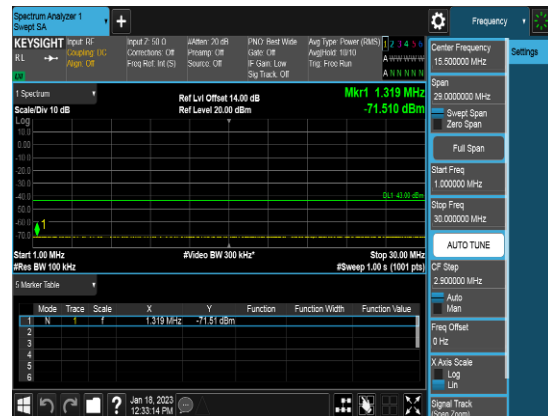 Spectrum Analyzer 1
Swept SA
+
Frequency
KEYSIGHT
RL
Input: RF
Coupling: DC
Align: Off
Input Z: 50 Ω
Corrections: Off
Freq Ref: Int (S)
#Atten: 20 dB
Preamp: Off
Source: Off
PNO: Best Wide
Gate: Off
IF Gain: Low
Sig Track: Off
Avg Type: Power (RMS)
Avg|Hold: 10/10
Trig: Free Run
1 2 3 4 5 6
A W W W W W
A N N N N N
1 Spectrum
Scale/Div 10 dB
Ref Lvl Offset 14.00 dB
Ref Level 20.00 dBm
Mkr1 1.319 MHz
-71.510 dBm
Log
10.0
0.00
-10.0
-20.0
-30.0
-40.0
-50.0
-60.0
-70.0
DL1 -43.00 dBm
1
Start 1.00 MHz
#Res BW 100 kHz
#Video BW 300 kHz*
Stop 30.00 MHz
#Sweep 1.00 s (1001 pts)
5 Marker Table
Mode Trace Scale X Y Function Function Width Function Value
1 N 1 f 1.319 MHz -71.51 dBm
2
3
4
5
6
Jan 18, 2023
12:33:14 PM
?
Center Frequency
15.500000 MHz
Settings
Span
29.0000000 MHz
Swept Span
Zero Span
Full Span
Start Freq
1.000000 MHz
Stop Freq
30.000000 MHz
AUTO TUNE
CF Step
2.900000 MHz
Auto
Man
Freq Offset
0 Hz
X Axis Scale
Log
Lin
Signal Track
(Span Zoom)